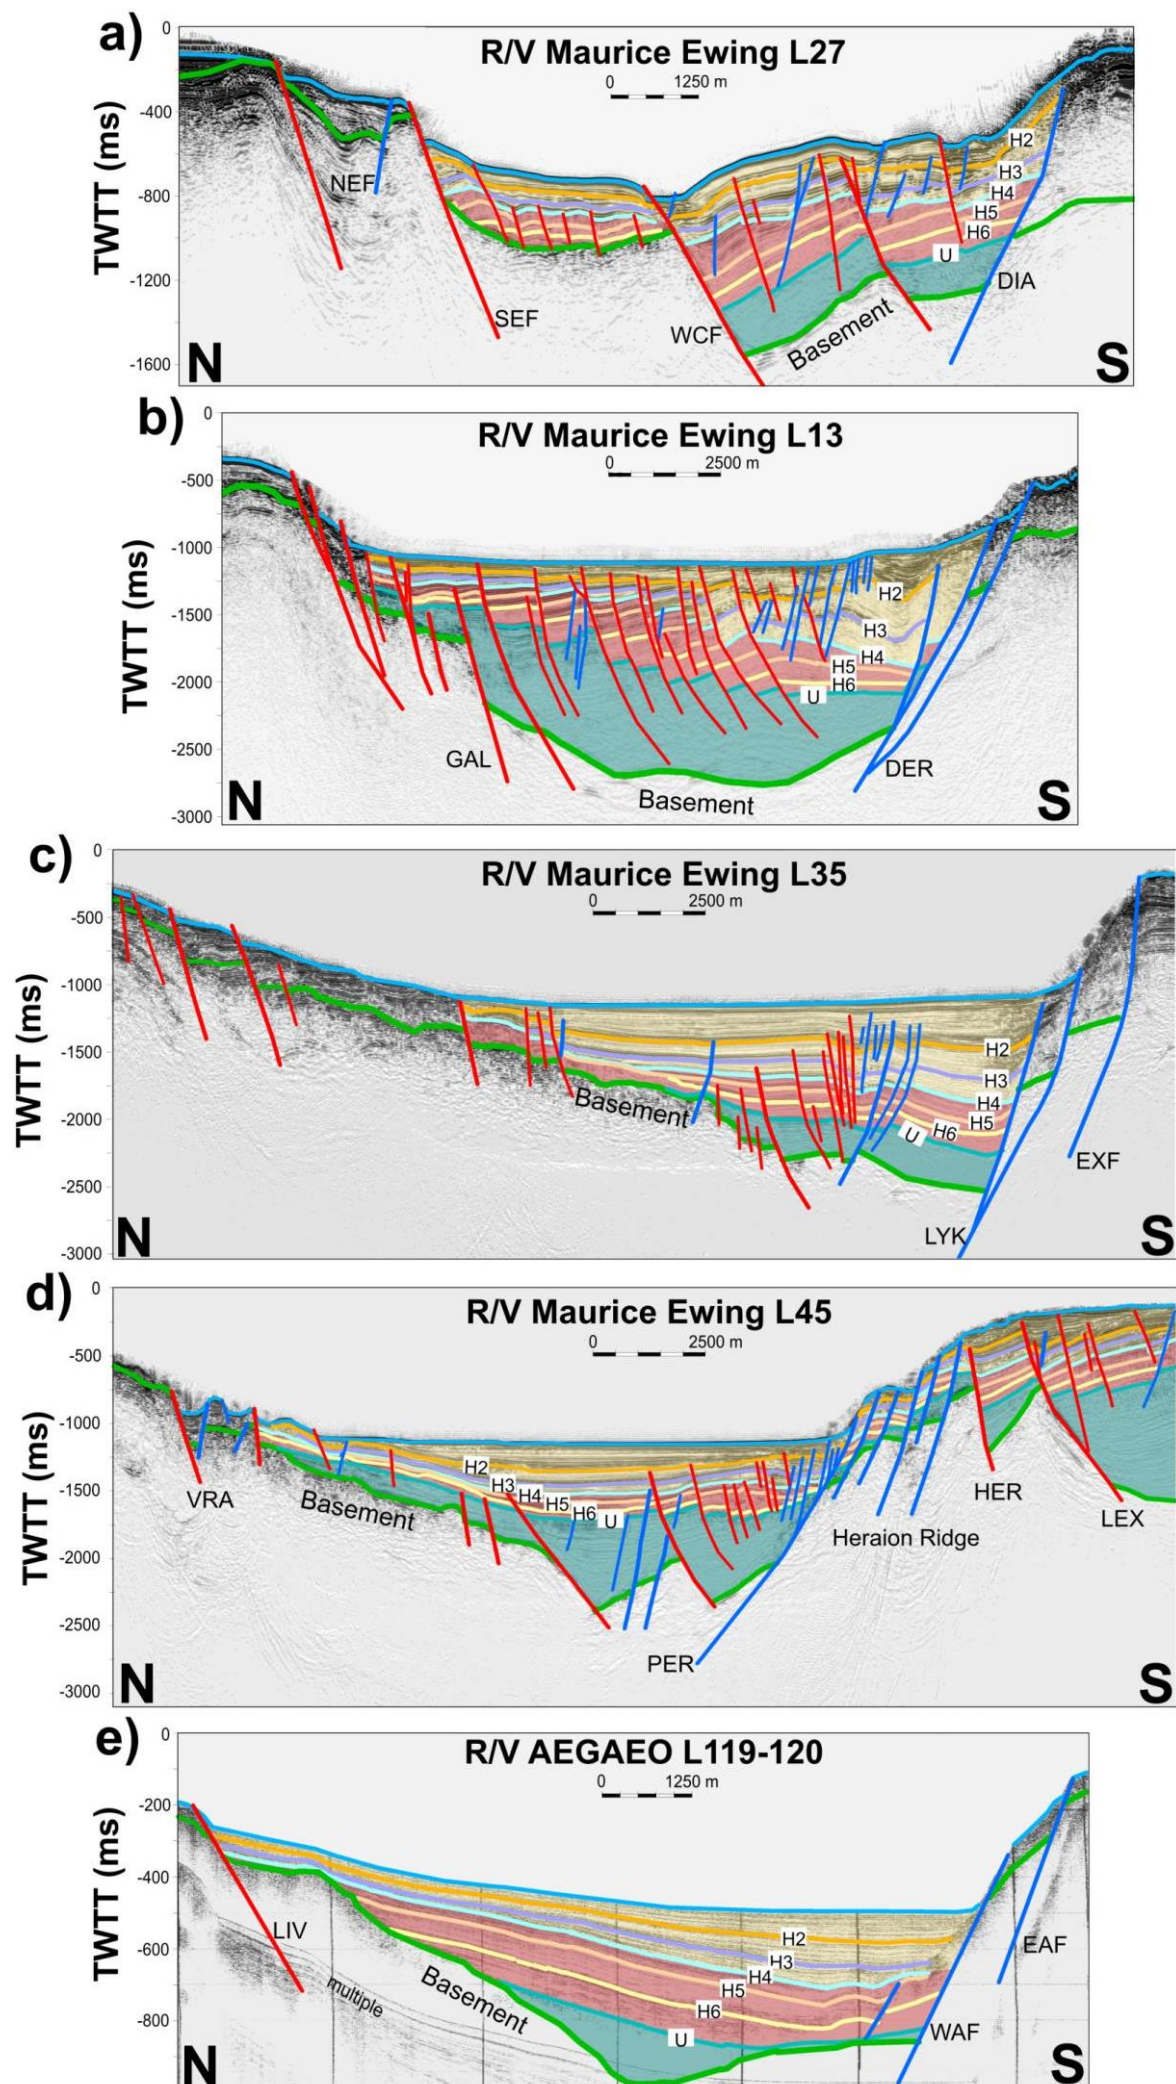 a)
R/V Maurice Ewing L27
0 1250 m
TWTT (ms)
0
-400
-800
-1200
-1600
NEF
SEF
WCF
Basement
DIA
H2
H3
H4
H5
H6
U
N
S
b)
R/V Maurice Ewing L13
0 2500 m
TWTT (ms)
0
-500
-1000
-1500
-2000
-2500
-3000
H2
H3
H4
H5
H6
U
GAL
DER
Basement
N
S
c)
R/V Maurice Ewing L35
0 2500 m
TWTT (ms)
0
-500
-1000
-1500
-2000
-2500
-3000
H2
H3
H4
H5
H6
U
Basement
EXF
LYK
N
S
d)
R/V Maurice Ewing L45
0 2500 m
TWTT (ms)
0
-500
-1000
-1500
-2000
-2500
-3000
H2
H3
H4
H5
H6
U
VRA
Basement
HER
LEX
Heraion Ridge
PER
N
S
e)
R/V AEGAEO L119-120
0 1250 m
TWTT (ms)
0
-200
-400
-600
-800
H2
H3
H4
H5
H6
U
LIV
multiple
Basement
EAF
WAF
N
S